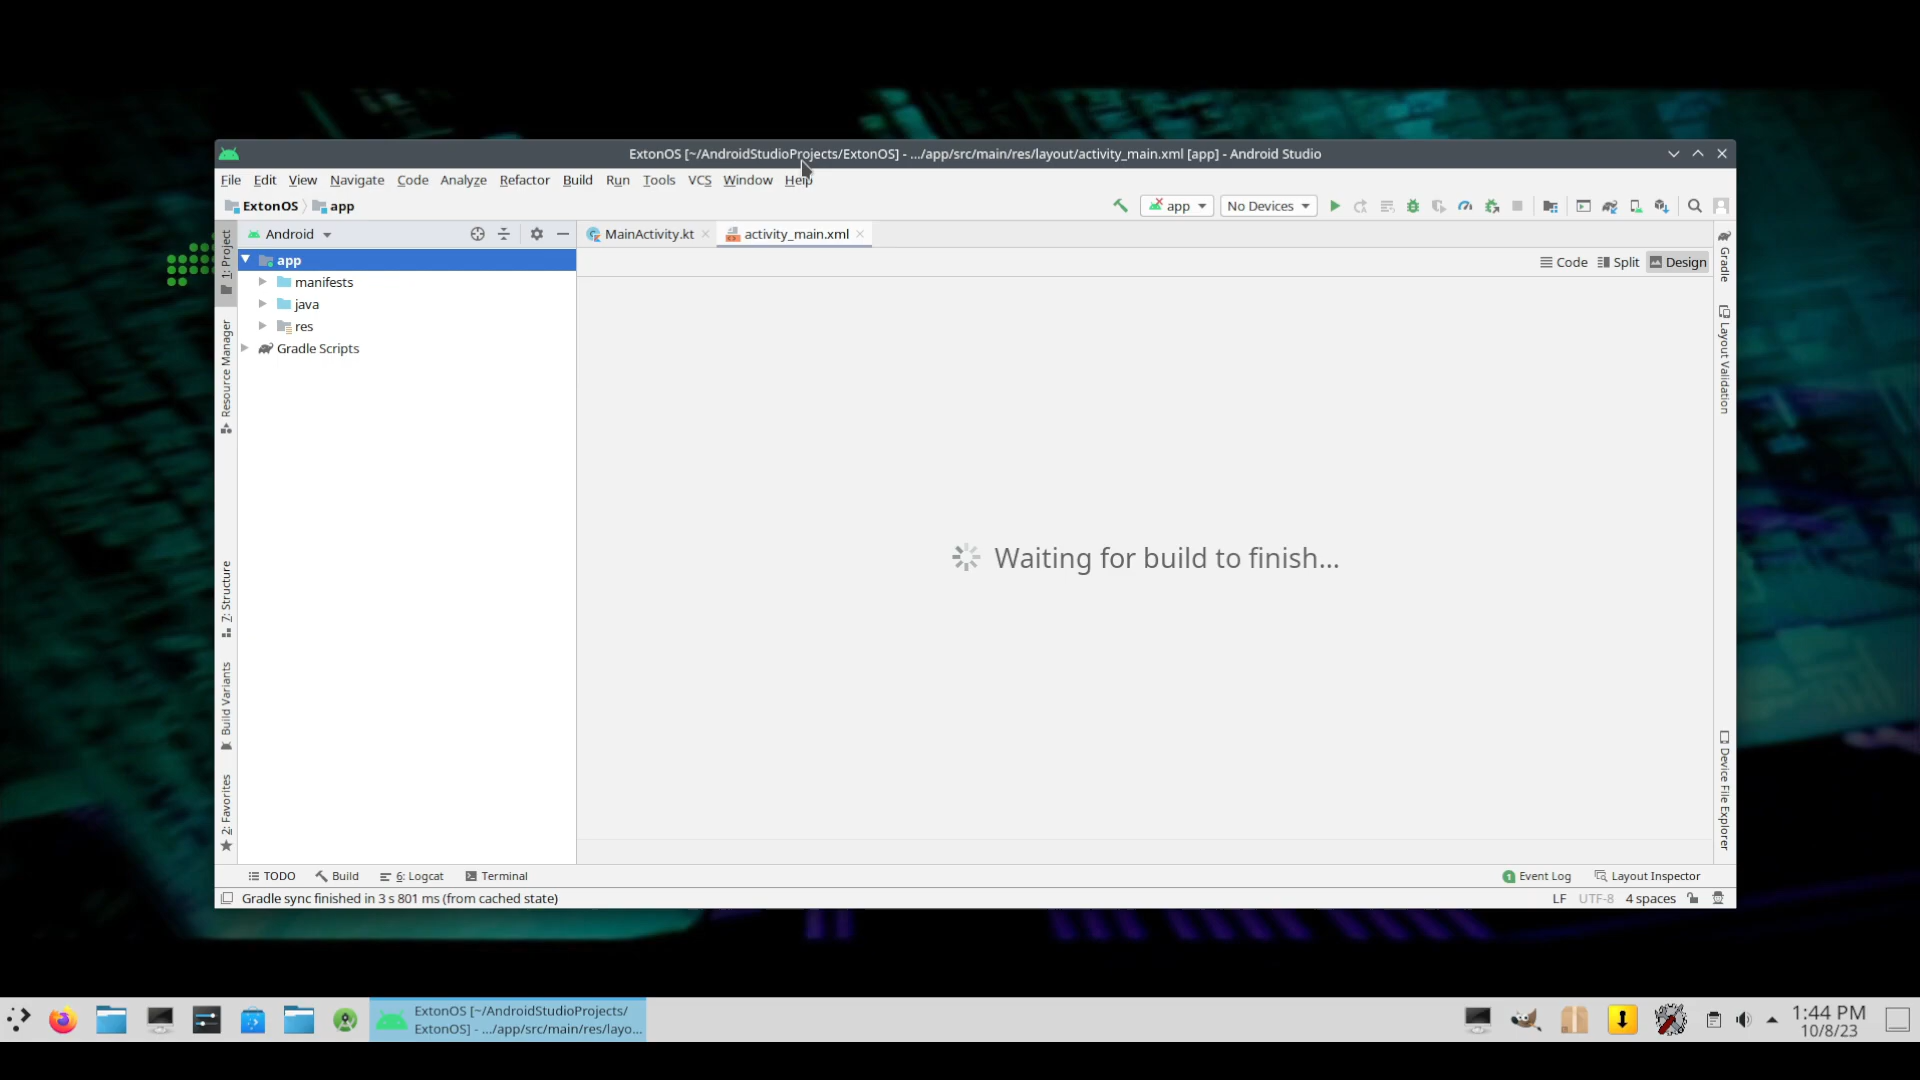 ExtonOS [~/AndroidStudioProjects/ExtonOS] - .../app/src/main/res/layout/activity_main.xml [app] - Android Studio
File Edit View Navigate Code Analyze Refactor Build Run Tools VCS Window Help
ExtonOS app app No Devices
Android MainActivity.kt activity_main.xml
Code Split Design
app
manifests
java
res
Gradle Scripts
1: Project
Resource Manager
7: Structure
Build Variants
2: Favorites
Waiting for build to finish...
Gradle
Layout Validation
Device File Explorer
TODO Build 6: Logcat Terminal 1 Event Log Layout Inspector
Gradle sync finished in 3 s 801 ms (from cached state) LF UTF-8 4 spaces
ExtonOS [~/AndroidStudioProjects/
ExtonOS] - .../app/src/main/res/layo...
1:44 PM
10/8/23